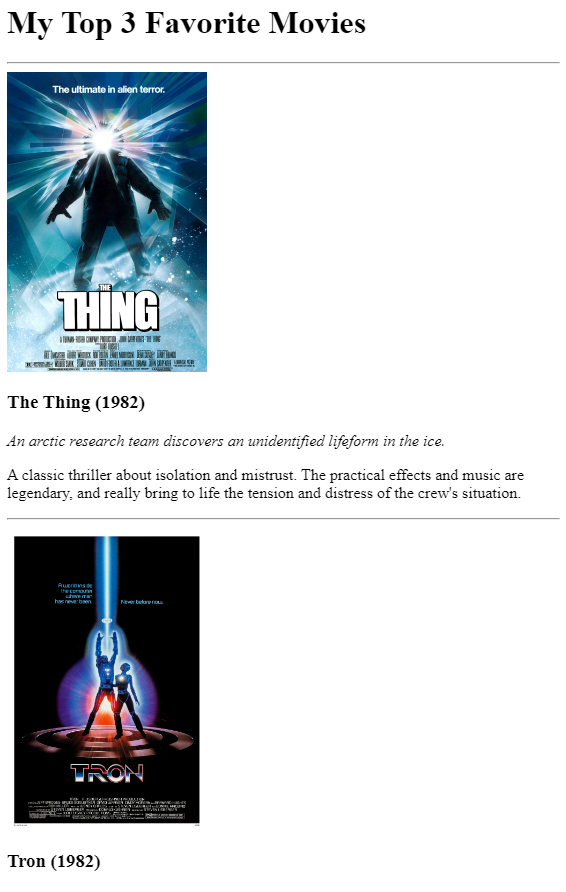 My Top 3 Favorite Movies
The ultimate in alien terror.
THE
THING
The Thing (1982)
An arctic research team discovers an unidentified lifeform in the ice.
A classic thriller about isolation and mistrust. The practical effects and music are
legendary, and really bring to life the tension and distress of the crew's situation.
A world inside
the computer
where man
has never been.
Never before now.
TRON
Tron (1982)